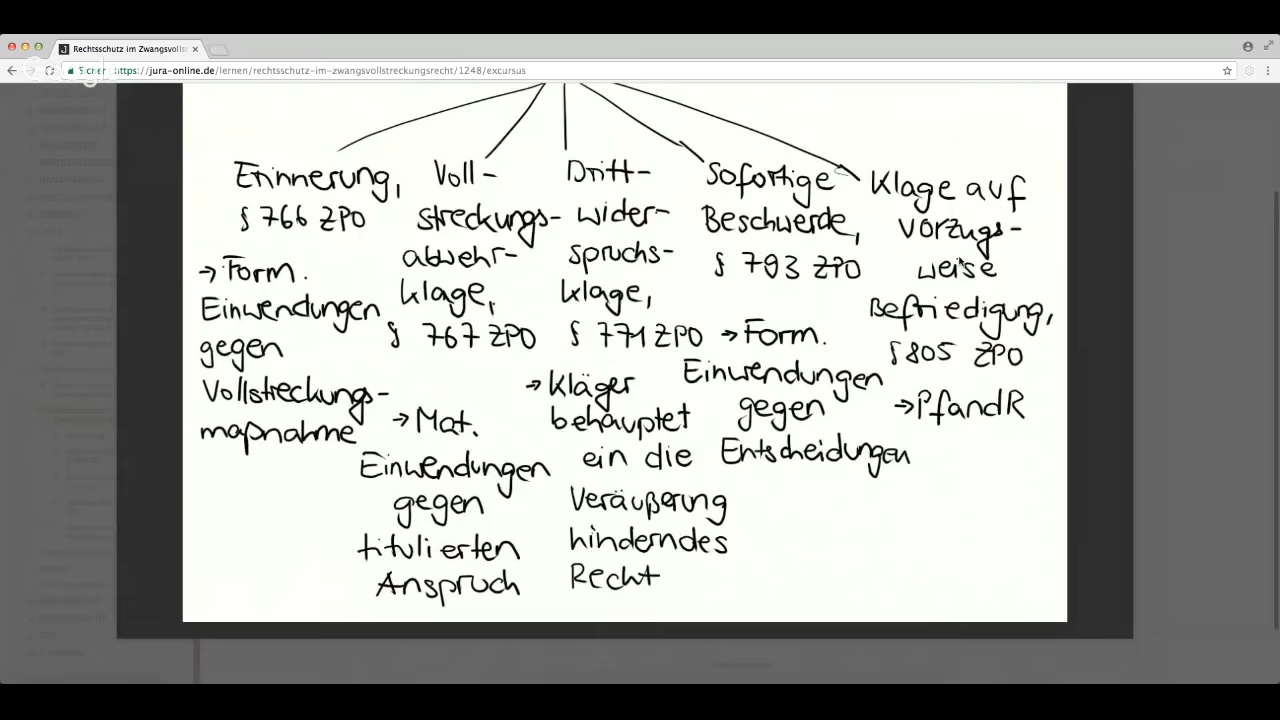 Rechtsschutz im Zwangsvolls
Sicher https://jura-online.de/lernen/rechtsschutz-im-zwangsvollstreckungsrecht/1248/excursus
Erinnerung,
§ 766 ZPO
→ Form.
Einwendungen
gegen
Vollstreckungs-
maßnahme
Voll-
streckungs-
abwehr-
klage,
§ 767 ZPO
→ Mat.
Einwendungen
gegen
titulierten
Anspruch
Dritt-
wider-
spruchs-
klage,
§ 771 ZPO
→ Kläger
behauptet
ein die
Veräußerung
hinderndes
Recht
Sofortige
Beschwerde,
§ 793 ZPO
→ Form.
Einwendungen
gegen
Entscheidungen
Klage auf
vorzugs-
weise
Befriedigung,
§ 805 ZPO
→ PfandR